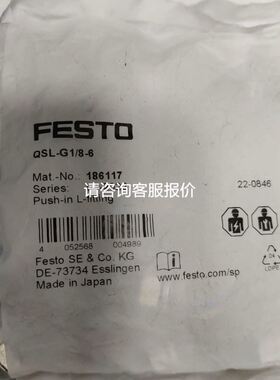 FESTO
QSL-G1/8-6
Mat.-No.: 186117
Series:
请咨询客服报价
22-0846
Push-in L-fitting
4 052568 004989
Festo SE & Co. KG
DE-73734 Esslingen
Made in Japan
www.festo.com/sp
04
LDPE